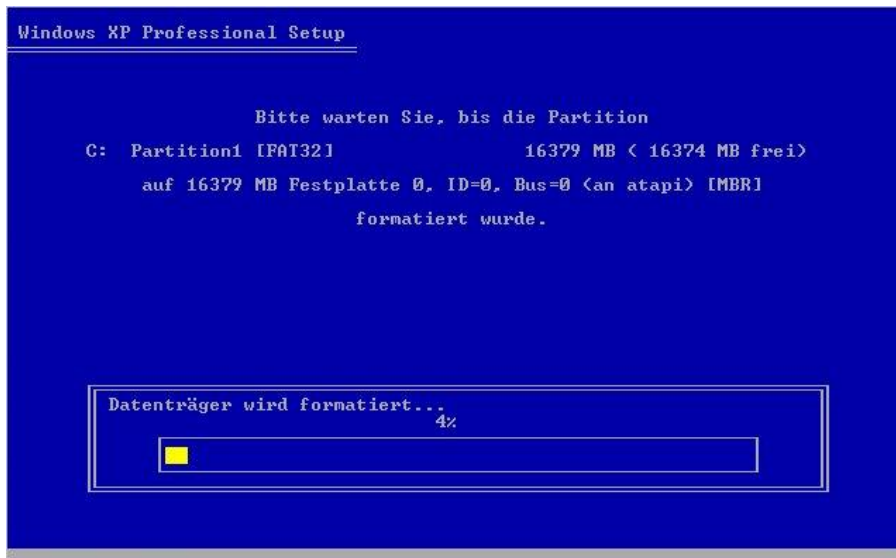 Windows XP Professional Setup
Bitte warten Sie, bis die Partition
C: Partition1 [FAT32] 16379 MB ( 16374 MB frei)
auf 16379 MB Festplatte 0, ID=0, Bus=0 (an atapi) [MBR]
formatiert wurde.
Datenträger wird formatiert...
4%